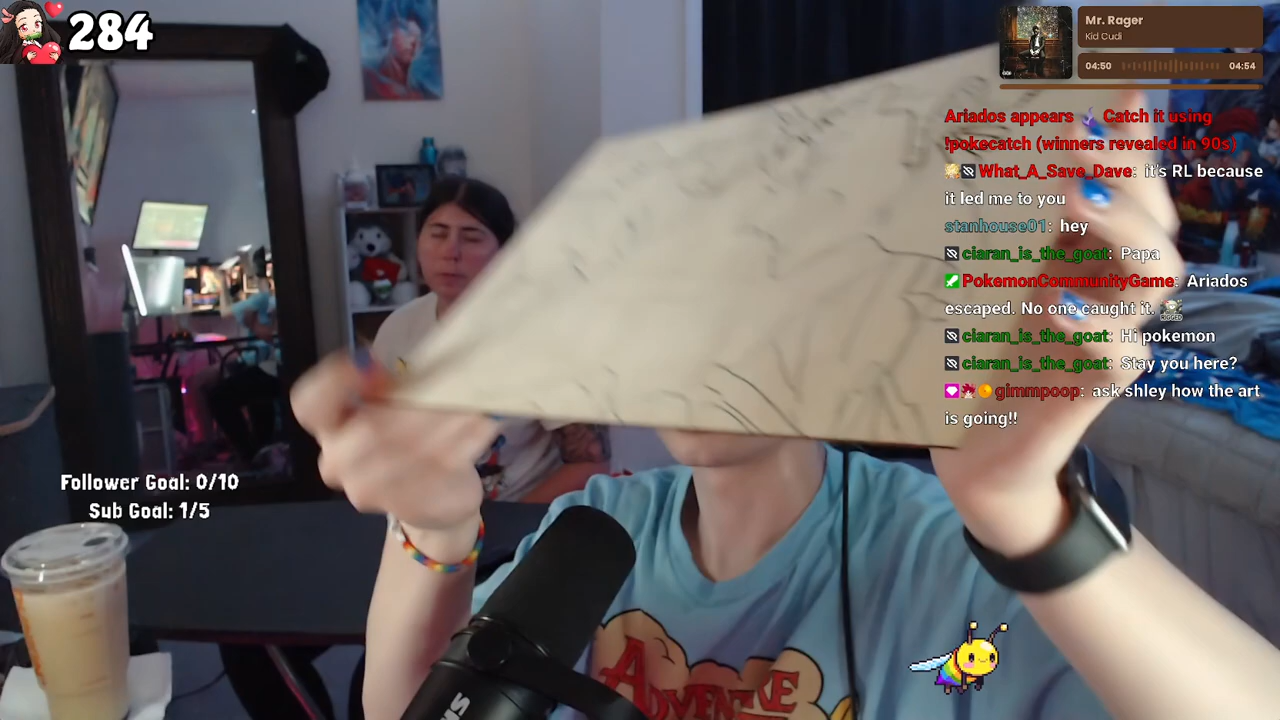 284
Mr. Rager
Kid Cudi
04:50 04:54
Ariados appears Catch it using
!pokecatch (winners revealed in 90s)
What_A_Save_Dave: it's RL because
it led me to you
stanhouse01: hey
ciaran_is_the_goat: Papa
PokemonCommunityGame: Ariados
escaped. No one caught it.
ciaran_is_the_goat: Hi pokemon
ciaran_is_the_goat: Stay you here?
gimmpoop: ask shley how the art
is going!!
Follower Goal: 0/10
Sub Goal: 1/5
ADVENTURE